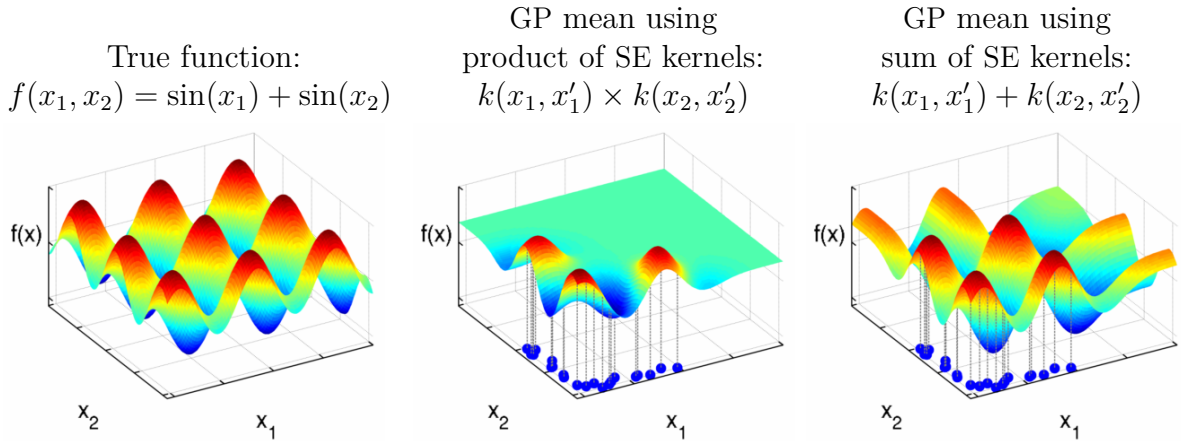 True function:
f(x₁, x₂) = sin(x₁) + sin(x₂)
GP mean using
product of SE kernels:
k(x₁, x₁′) × k(x₂, x₂′)
GP mean using
sum of SE kernels:
k(x₁, x₁′) + k(x₂, x₂′)
f(x)
x₂
x₁
f(x)
x₂
x₁
f(x)
x₂
x₁